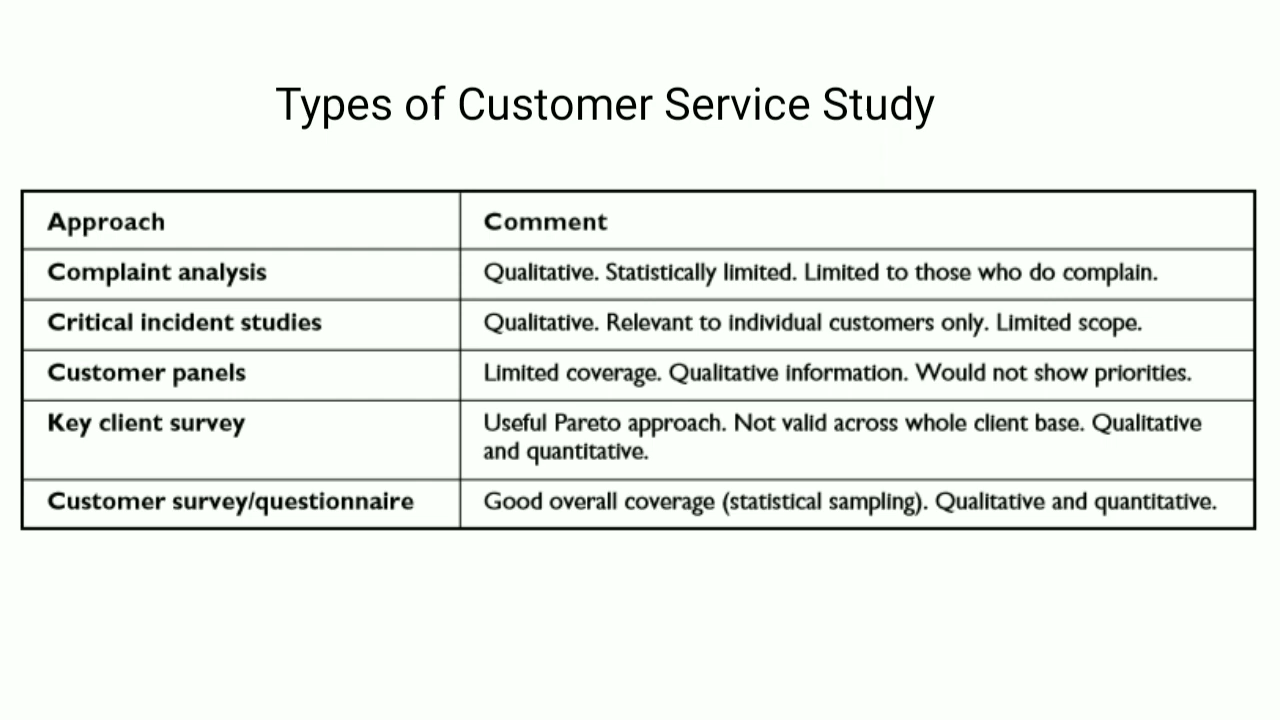 Types of Customer Service Study
Approach Comment
Complaint analysis Qualitative. Statistically limited. Limited to those who do complain.
Critical incident studies Qualitative. Relevant to individual customers only. Limited scope.
Customer panels Limited coverage. Qualitative information. Would not show priorities.
Key client survey Useful Pareto approach. Not valid across whole client base. Qualitative
and quantitative.
Customer survey/questionnaire Good overall coverage (statistical sampling). Qualitative and quantitative.